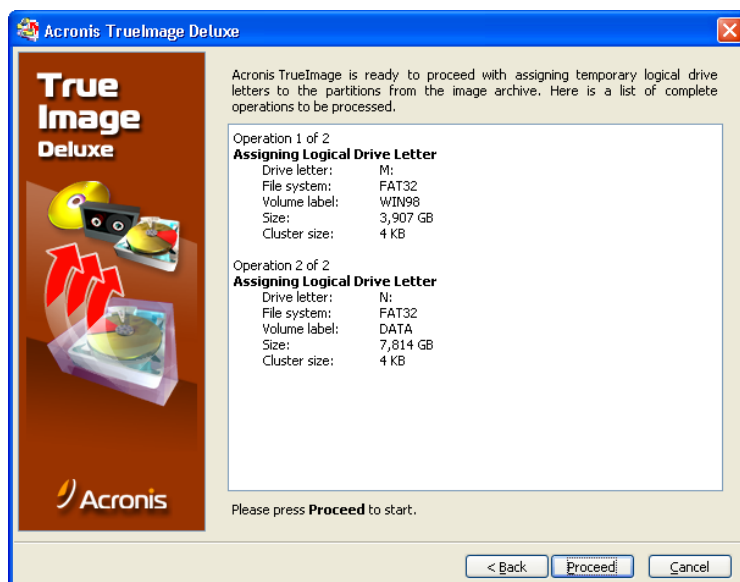 Acronis TrueImage Deluxe
True
Image
Deluxe
Acronis TrueImage is ready to proceed with assigning temporary logical drive
letters to the partitions from the image archive. Here is a list of complete
operations to be processed.
Operation 1 of 2
Assigning Logical Drive Letter
Drive letter: M:
File system: FAT32
Volume label: WIN98
Size: 3,907 GB
Cluster size: 4 KB
Operation 2 of 2
Assigning Logical Drive Letter
Drive letter: N:
File system: FAT32
Volume label: DATA
Size: 7,814 GB
Cluster size: 4 KB
Acronis
Please press Proceed to start.
< Back Proceed Cancel